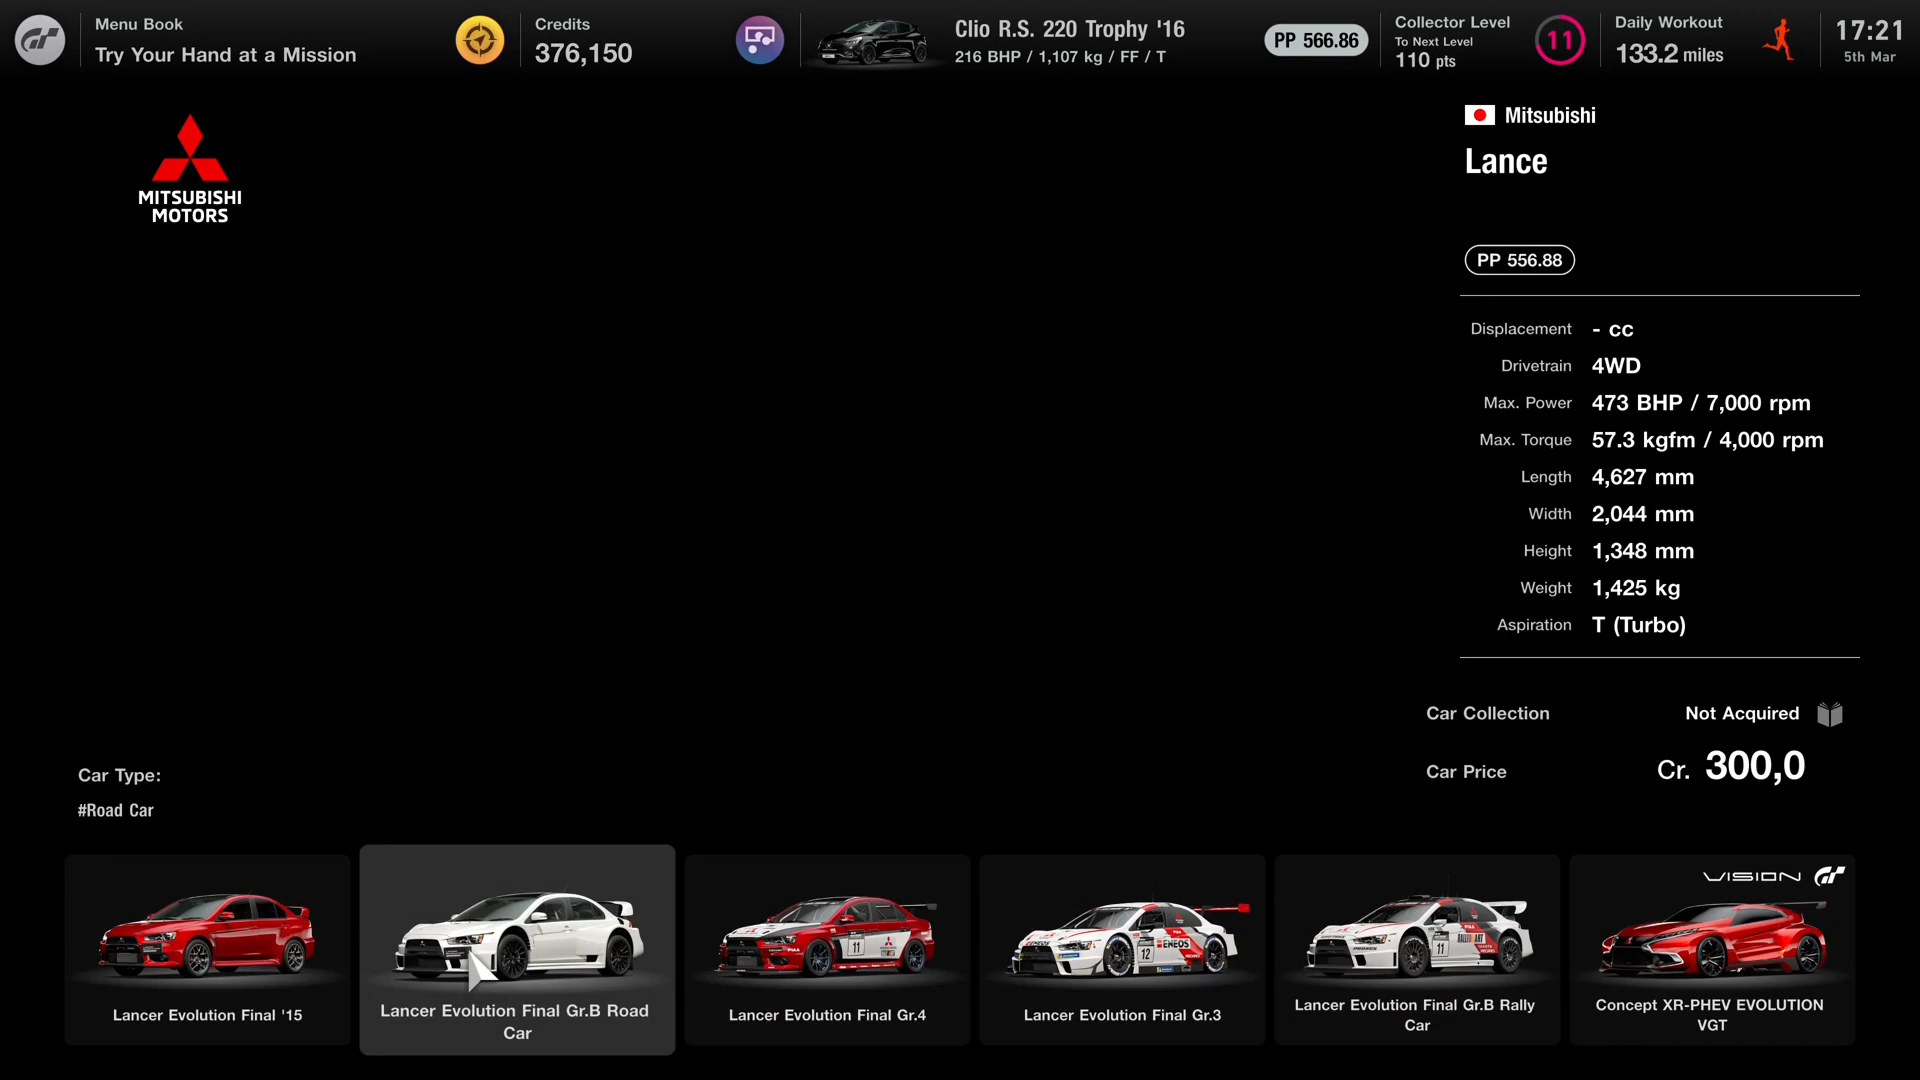 Menu Book
Try Your Hand at a Mission
Credits
376,150
Clio R.S. 220 Trophy '16
216 BHP / 1,107 kg / FF / T
PP 566.86
Collector Level
To Next Level
110 pts
11
Daily Workout
133.2 miles
17:21
5th Mar
MITSUBISHI
MOTORS
Mitsubishi
Lance
PP 556.88
Displacement - cc
Drivetrain 4WD
Max. Power 473 BHP / 7,000 rpm
Max. Torque 57.3 kgfm / 4,000 rpm
Length 4,627 mm
Width 2,044 mm
Height 1,348 mm
Weight 1,425 kg
Aspiration T (Turbo)
Car Collection Not Acquired
Car Price Cr. 300,0
Car Type:
#Road Car
Lancer Evolution Final '15
Lancer Evolution Final Gr.B Road
Car
11
Lancer Evolution Final Gr.4
12
ENEOS
Lancer Evolution Final Gr.3
11
Lancer Evolution Final Gr.B Rally
Car
VISION GT
Concept XR-PHEV EVOLUTION
VGT